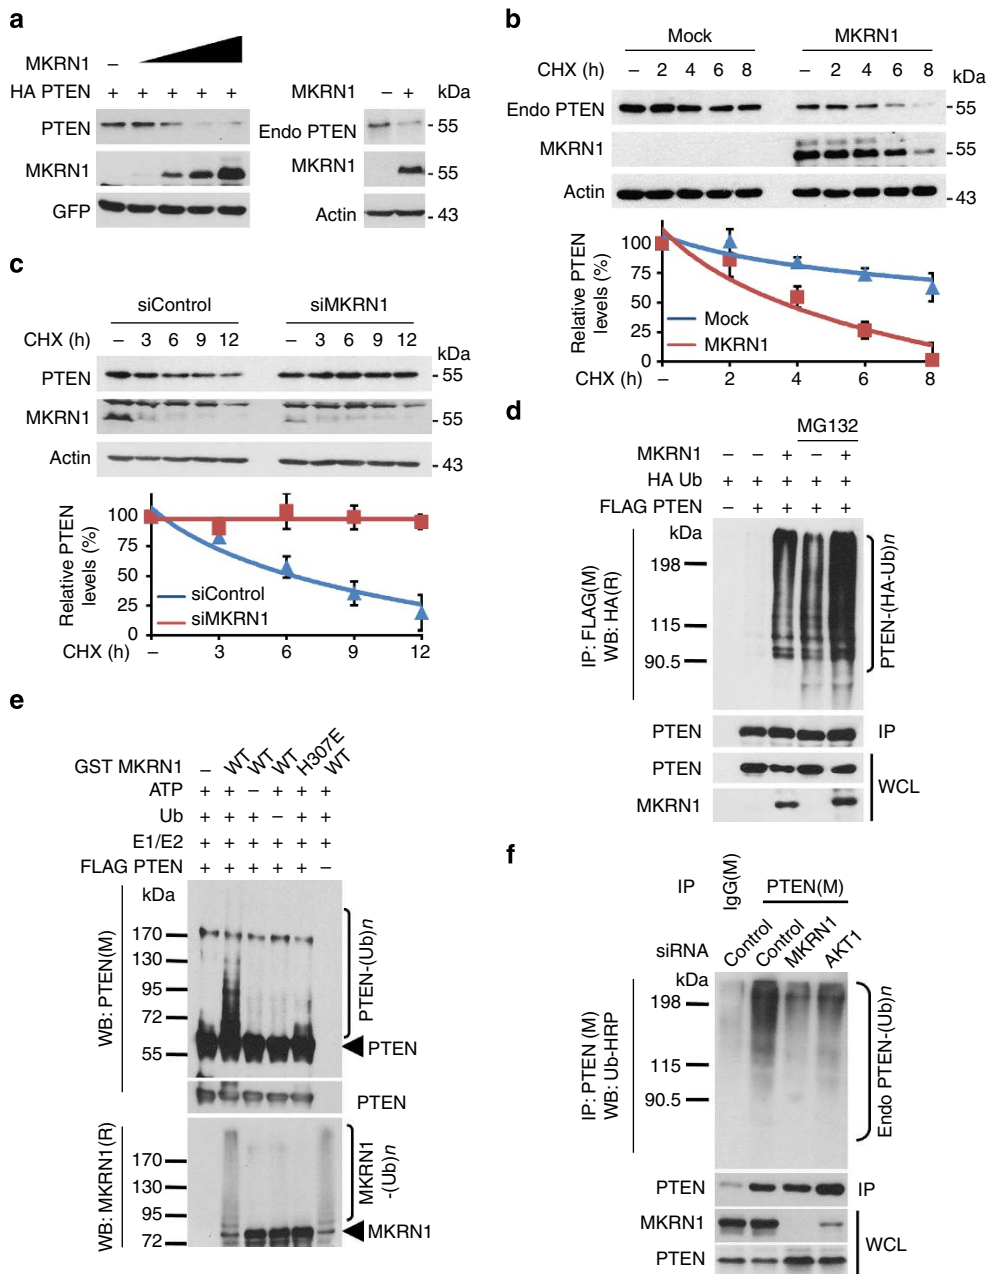 a
MKRN1 –
HA PTEN + + + + +
PTEN
MKRN1
GFP
MKRN1 – + kDa
Endo PTEN - 55
MKRN1 - 55
Actin - 43
b
Mock MKRN1
CHX (h) – 2 4 6 8 – 2 4 6 8 kDa
Endo PTEN - 55
MKRN1 - 55
Actin - 43
Relative PTEN levels (%)
100
75
50
25
0
Mock
MKRN1
CHX (h) – 2 4 6 8
c
siControl siMKRN1
CHX (h) – 3 6 9 12 – 3 6 9 12 kDa
PTEN - 55
MKRN1 - 55
Actin - 43
Relative PTEN levels (%)
100
75
50
25
0
siControl
siMKRN1
CHX (h) – 3 6 9 12
d
MG132
MKRN1 – – + – +
HA Ub + + + + +
FLAG PTEN – + + + +
kDa
198
115
90.5
IP: FLAG(M)
WB: HA(R)
PTEN-(HA-Ub)n
PTEN IP
PTEN
MKRN1
WCL
e
GST MKRN1 – WT WT WT H307E WT
ATP + + – + + +
Ub + + + – + +
E1/E2 + + + + + +
FLAG PTEN + + + + + –
kDa
170
130
95
72
55
WB: PTEN(M)
PTEN-(Ub)n
PTEN
PTEN
WB: MKRN1(R)
170
130
95
72
MKRN1
-(Ub)n
MKRN1
f
IP IgG(M) PTEN(M)
siRNA Control Control MKRN1 AKT1
kDa
198
115
90.5
IP: PTEN (M)
WB: Ub-HRP
Endo PTEN-(Ub)n
PTEN IP
MKRN1
PTEN
WCL